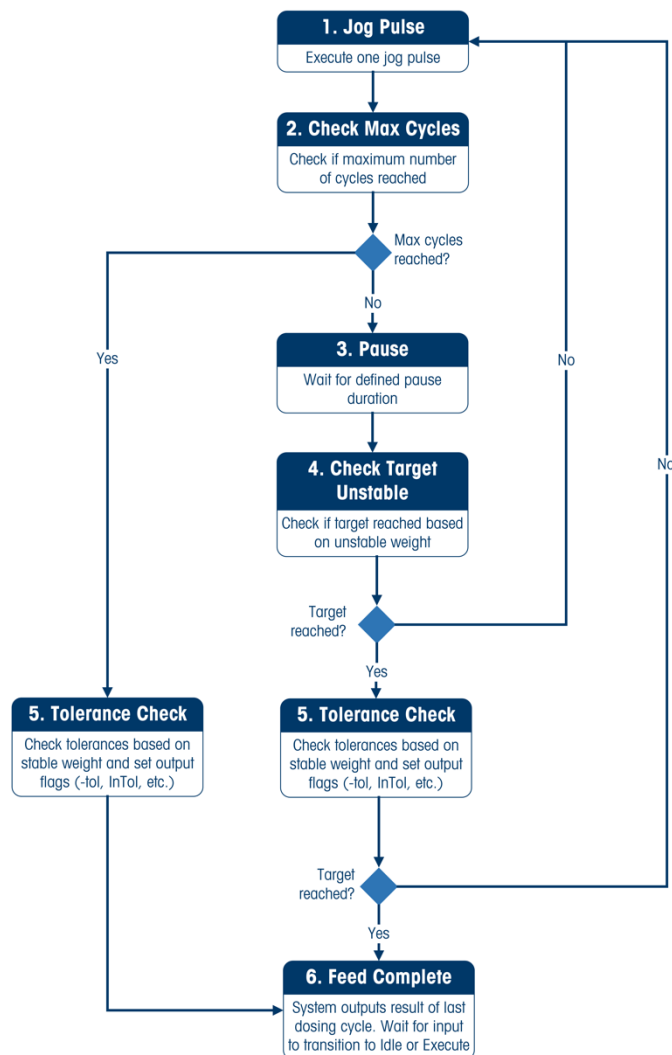 1. Jog Pulse
Execute one jog pulse
2. Check Max Cycles
Check if maximum number
of cycles reached
Max cycles
reached?
No
Yes
3. Pause
Wait for defined pause
duration
No
4. Check Target
Unstable
Check if target reached based
on unstable weight
No
Target
reached?
Yes
5. Tolerance Check
Check tolerances based on
stable weight and set output
flags (-tol, InTol, etc.)
5. Tolerance Check
Check tolerances based on
stable weight and set output
flags (-tol, InTol, etc.)
Target
reached?
Yes
6. Feed Complete
System outputs result of last
dosing cycle. Wait for input
to transition to Idle or Execute